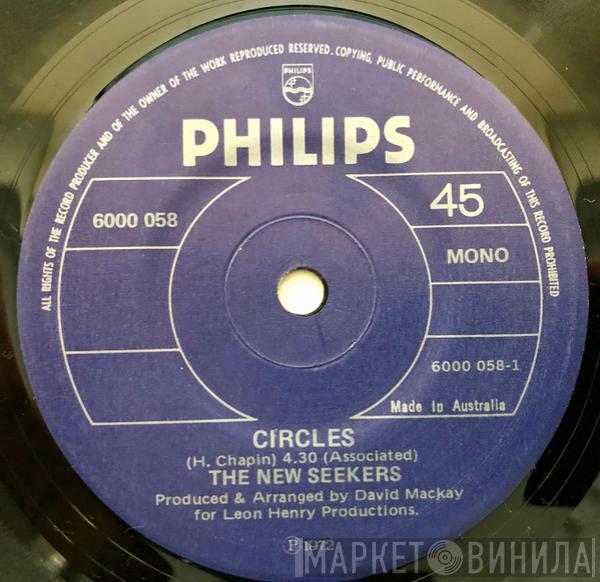 ALL RIGHTS OF THE RECORD PRODUCER AND OF THE OWNER OF THE WORK REPRODUCED RESERVED. COPYING, PUBLIC PERFORMANCE AND BROADCASTING OF THIS RECORD PROHIBITED
PHILIPS
PHILIPS
6000 058
45
MONO
6000 058-1
Made In Australia
CIRCLES
(H. Chapin) 4.30 (Associated)
THE NEW SEEKERS
Produced & Arranged by David Mackay
for Leon Henry Productions.
Ⓟ 1972
МАРКЕТ ВИНИЛА